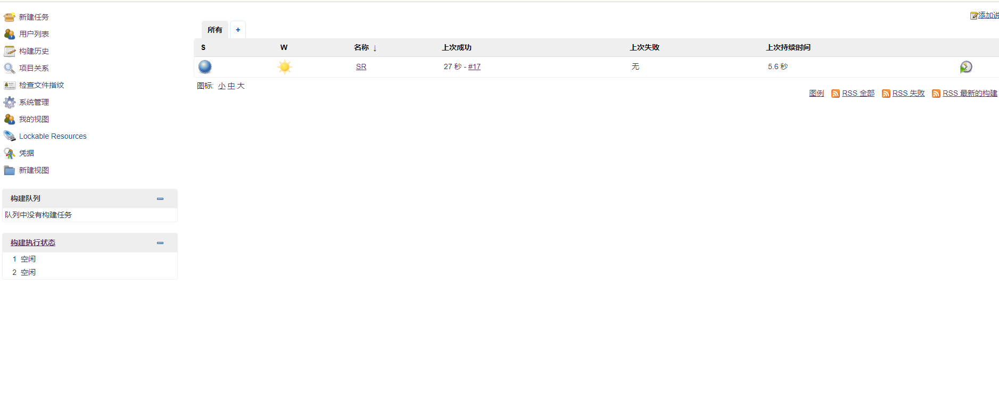 新建任务
用户列表
构建历史
项目关系
检查文件指纹
系统管理
我的视图
Lockable Resources
凭据
新建视图
构建队列
队列中没有构建任务
构建执行状态
1 空闲
2 空闲
添加说
所有 +
S W 名称 ↓ 上次成功 上次失败 上次持续时间
SR 27 秒 - #17 无 5.6 秒
图标: 小 中 大
图例 RSS 全部 RSS 失败 RSS 最新的构建